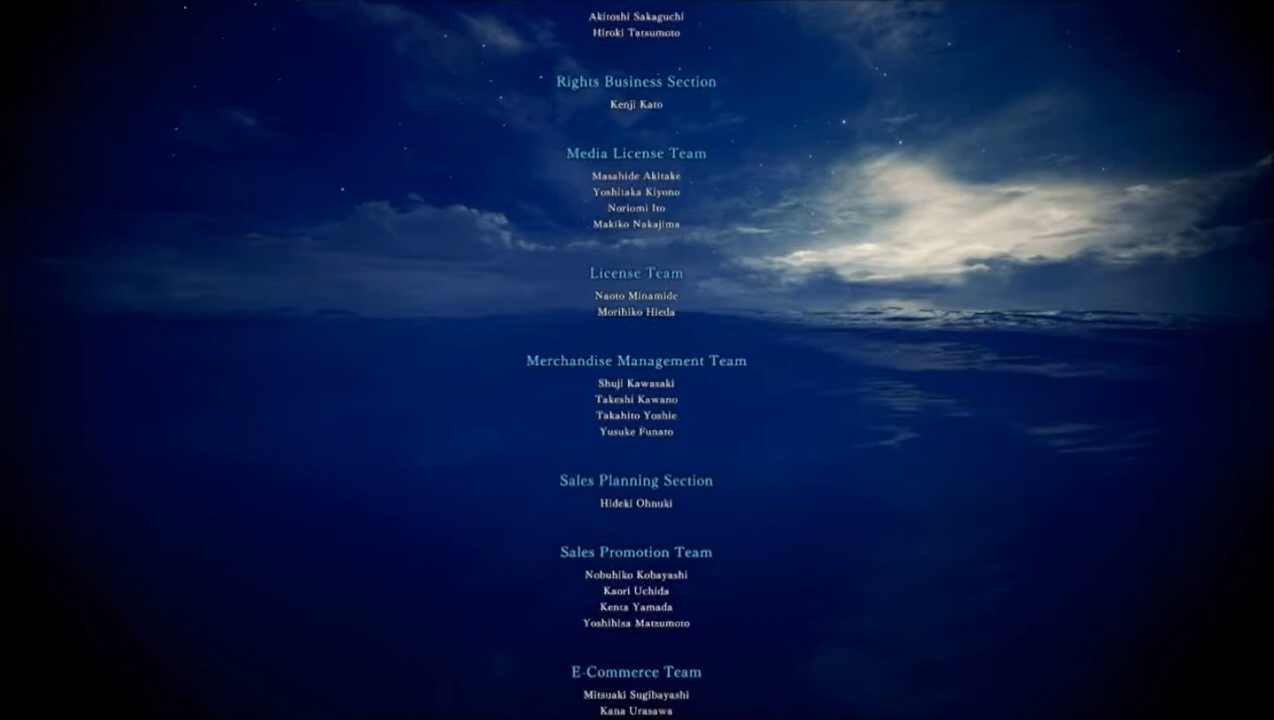 Akitoshi Sakaguchi
Hiroki Tatsumoto
Rights Business Section
Kenji Kato
Media License Team
Masahide Akitake
Yoshitaka Kiyono
Noriomi Ito
Makiko Nakajima
License Team
Naoto Minamide
Morihiko Hieda
Merchandise Management Team
Shuji Kawasaki
Takeshi Kawano
Takahito Yoshie
Yusuke Funato
Sales Planning Section
Hideki Ohnuki
Sales Promotion Team
Nobuhiko Kobayashi
Kaori Uchida
Kenta Yamada
Yoshihisa Matsumoto
E-Commerce Team
Mitsuaki Sugibayashi
Kana Urasawa